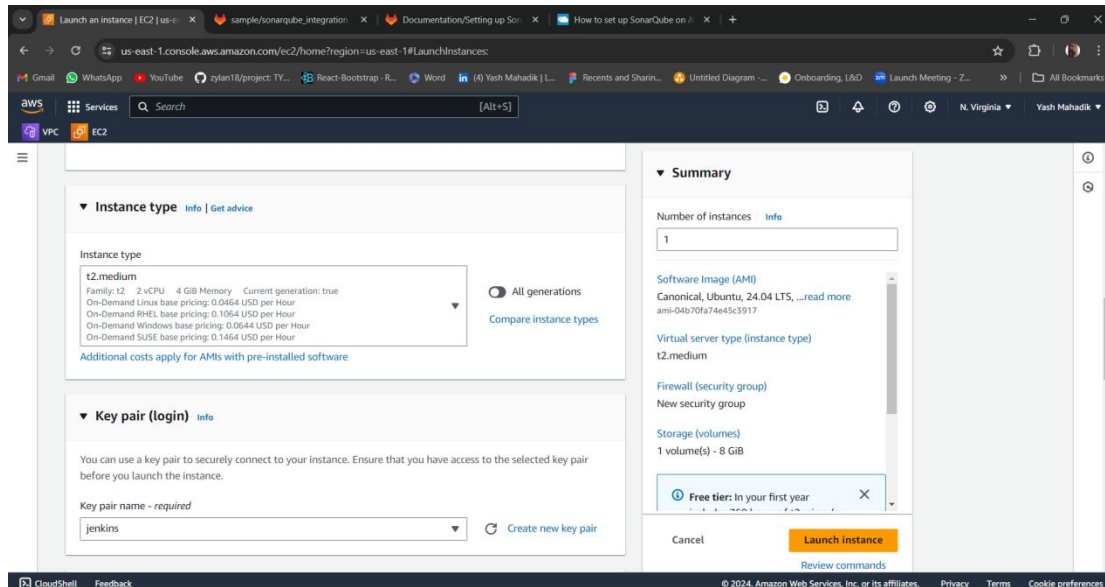 Launch an instance | EC2 | us-e
sample/sonarqube_integration
Documentation/Setting up Son
How to set up SonarQube on A
us-east-1.console.aws.amazon.com/ec2/home?region=us-east-1#LaunchInstances:
Gmail WhatsApp YouTube zylan18/project: TY... React-Bootstrap · R... Word (4) Yash Mahadik | L... Recents and Sharin... Untitled Diagram -... Onboarding, L&D Launch Meeting - Z... » All Bookmarks
aws Services Search [Alt+S] N. Virginia Yash Mahadik
VPC EC2
Instance type Info | Get advice
Instance type
t2.medium
Family: t2 2 vCPU 4 GiB Memory Current generation: true
On-Demand Linux base pricing: 0.0464 USD per Hour
On-Demand RHEL base pricing: 0.1064 USD per Hour
On-Demand Windows base pricing: 0.0644 USD per Hour
On-Demand SUSE base pricing: 0.1464 USD per Hour
All generations
Compare instance types
Additional costs apply for AMIs with pre-installed software
Key pair (login) Info
You can use a key pair to securely connect to your instance. Ensure that you have access to the selected key pair
before you launch the instance.
Key pair name - required
jenkins
Create new key pair
Summary
Number of instances Info
1
Software Image (AMI)
Canonical, Ubuntu, 24.04 LTS, ...read more
ami-04b70fa74e45c3917
Virtual server type (instance type)
t2.medium
Firewall (security group)
New security group
Storage (volumes)
1 volume(s) - 8 GiB
Free tier: In your first year
Cancel
Launch instance
Review commands
CloudShell Feedback © 2024, Amazon Web Services, Inc. or its affiliates. Privacy Terms Cookie preferences